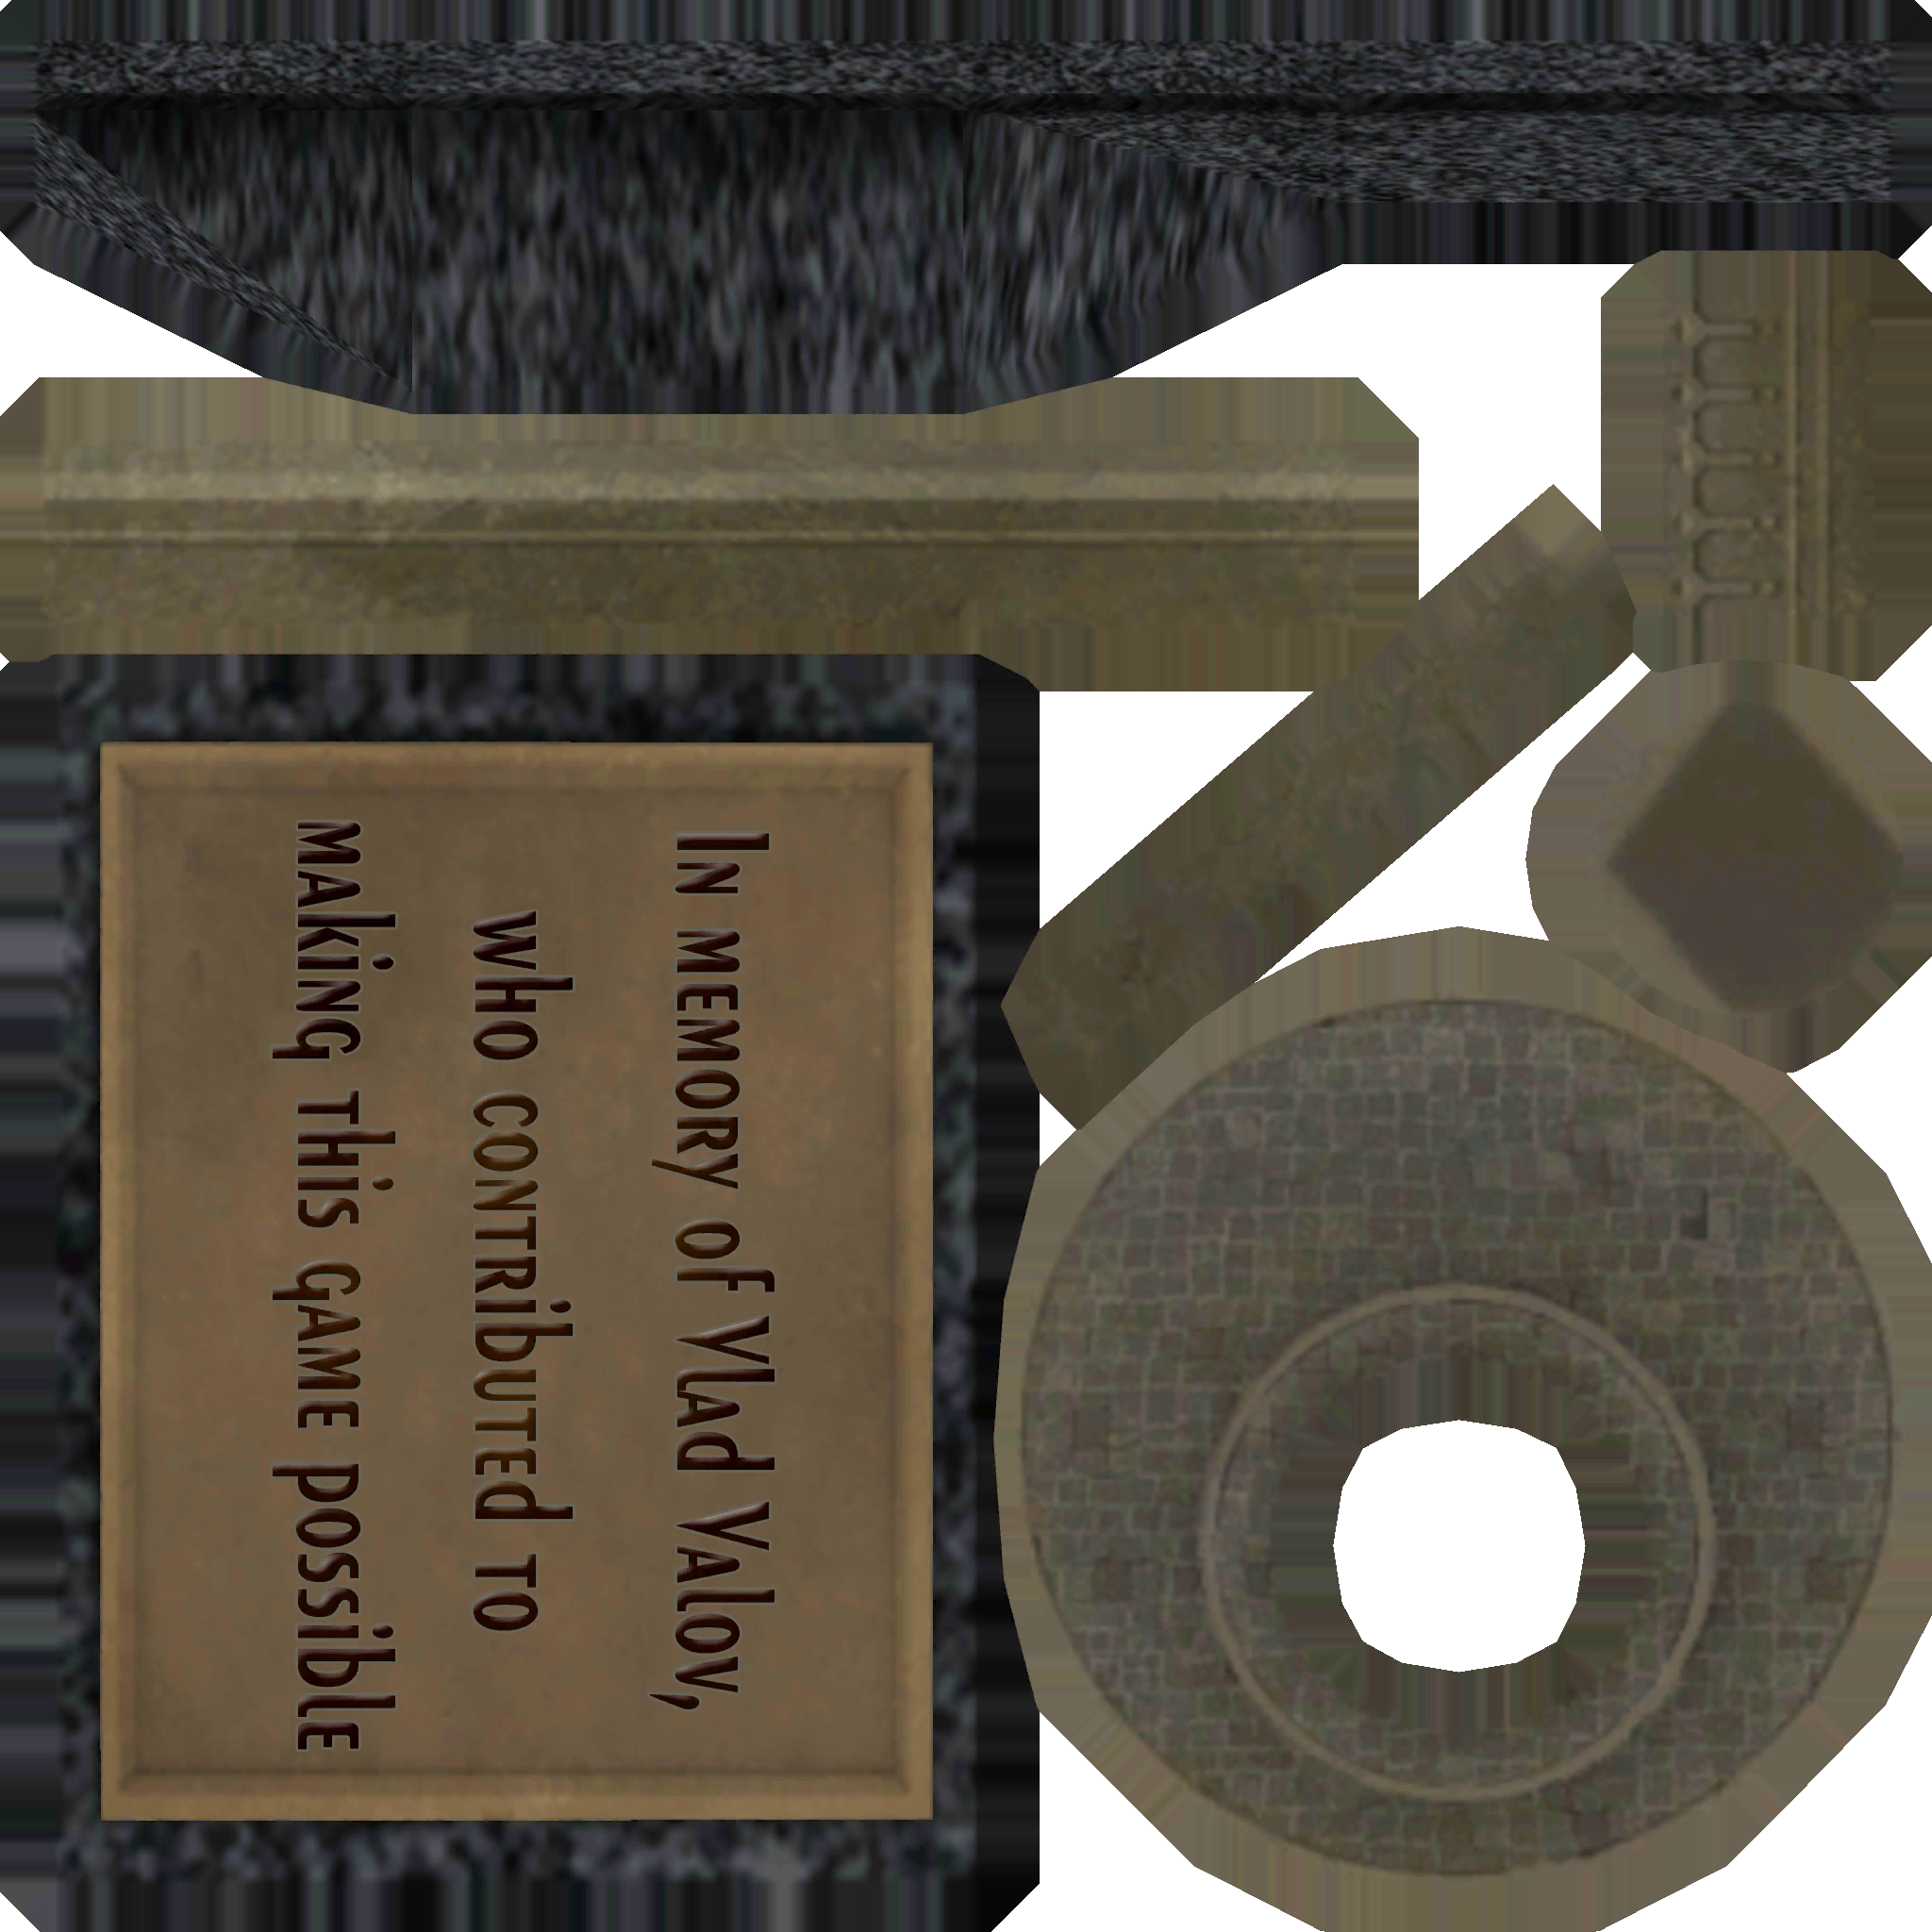 In memory of Vlad Valov,
who contributed to
making this game possible